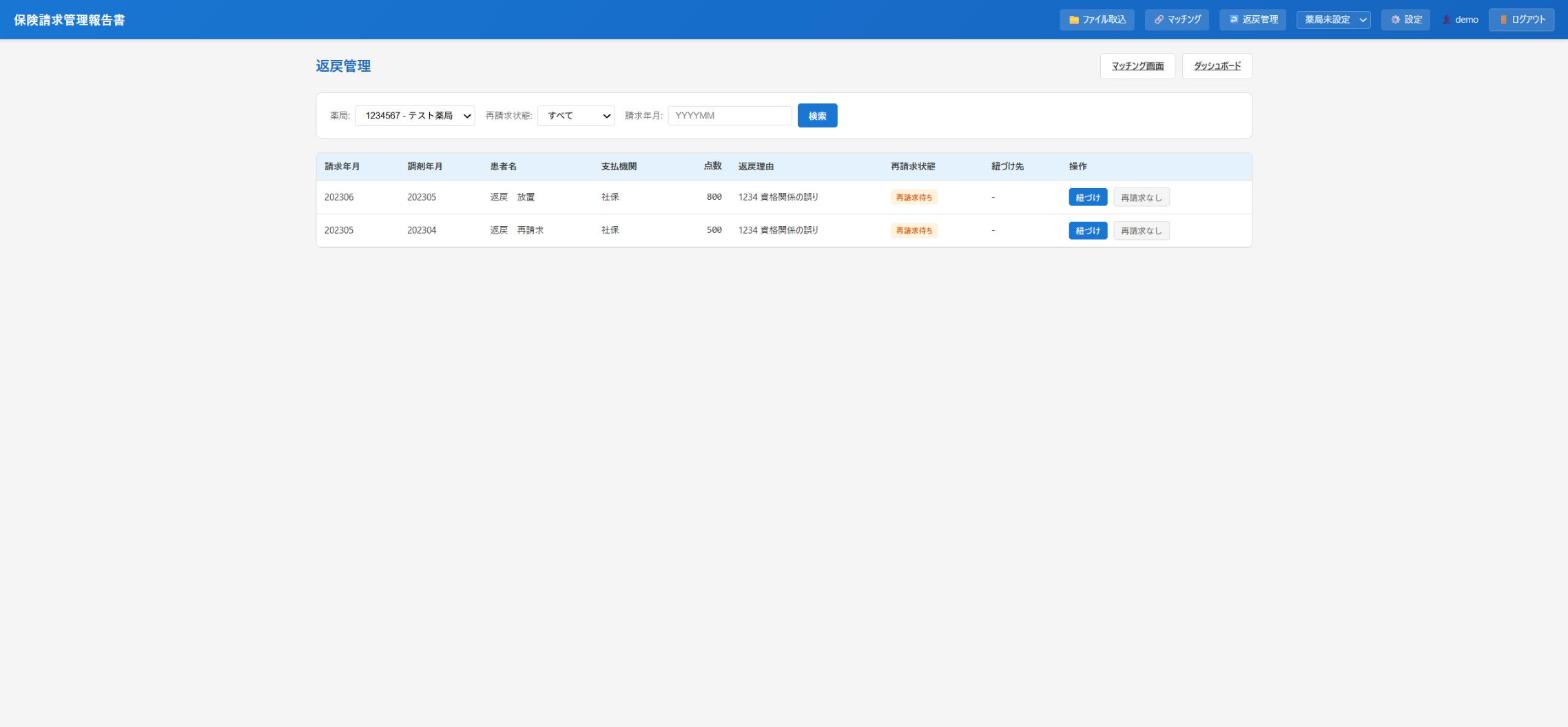 保険請求管理報告書
ファイル取込 マッチング 返戻管理 薬局未設定 設定 demo ログアウト
返戻管理 マッチング画面 ダッシュボード
薬局: 1234567 - テスト薬局 再請求状態: すべて 請求年月: YYYYMM 検索
請求年月 調剤年月 患者名 支払機関 点数 返戻理由 再請求状態 紐づけ先 操作
202306 202305 返戻　放置 社保 800 1234 資格関係の誤り 再請求待ち - 紐づけ 再請求なし
202305 202304 返戻　再請求 社保 500 1234 資格関係の誤り 再請求待ち - 紐づけ 再請求なし